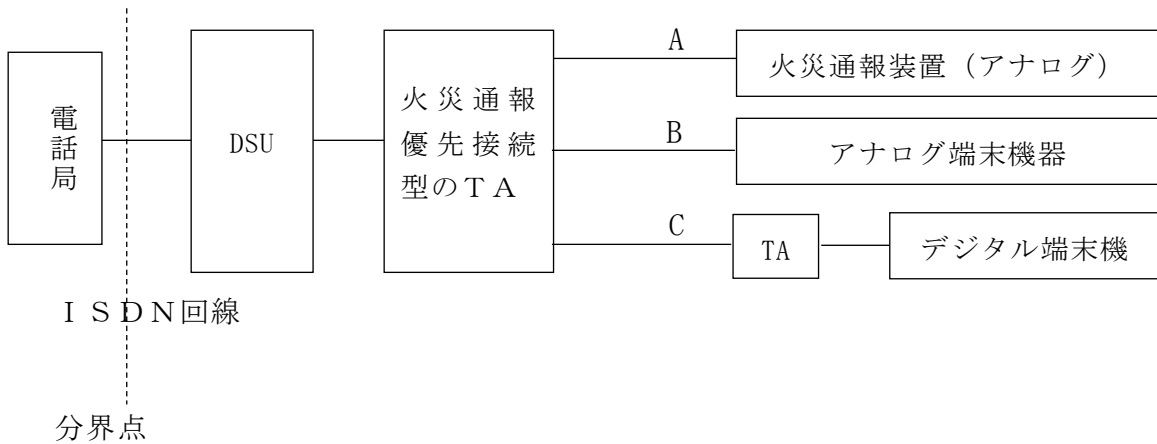 電話局
DSU
火災通報
優先接続
型のＴＡ
A
火災通報装置（アナログ）
B
アナログ端末機器
C
TA
デジタル端末機
ＩＳＤＮ回線
分界点